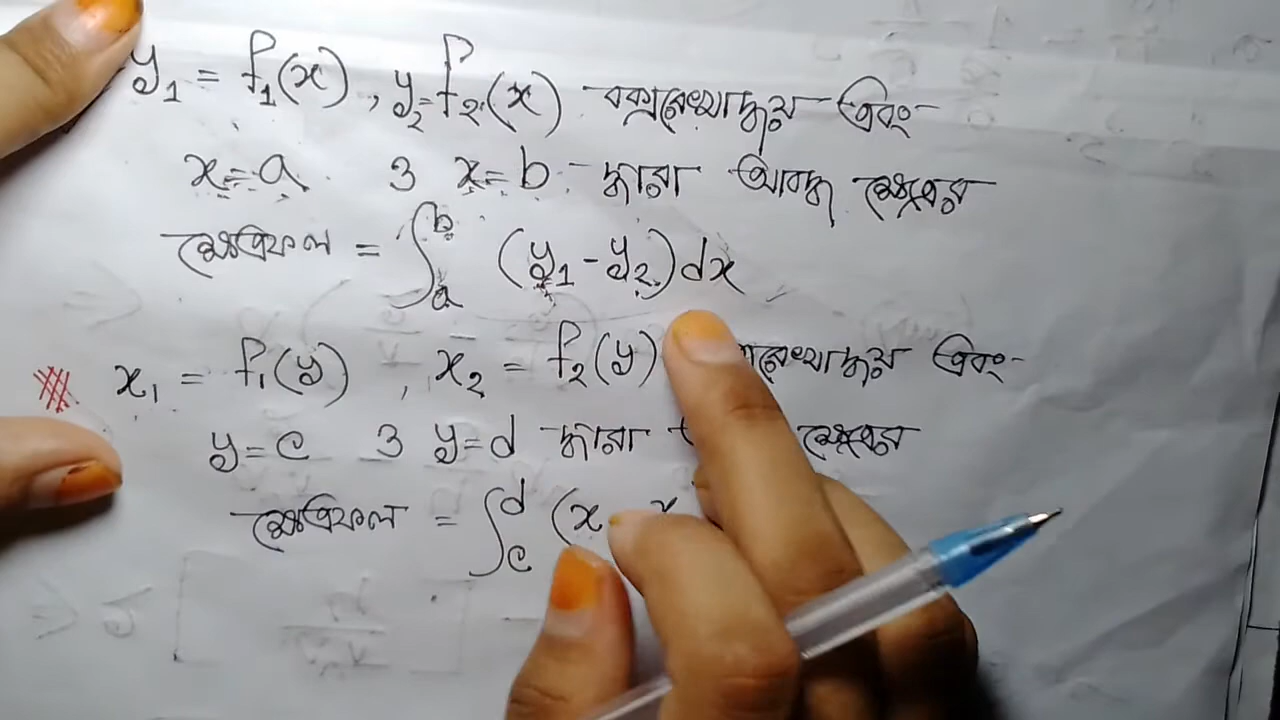 y₁ = f₁(x), y₂ = f₂(x) বক্ররেখাদ্বয় এবং
x=a ও x=b দ্বারা আবদ্ধ ক্ষেত্রের
ক্ষেত্রফল = ∫ₐᵇ (y₁ - y₂) dx
x₁ = f₁(y), x₂ = f₂(y) এবং
y=c ও y=d দ্বারা ক্ষেত্রের
ক্ষেত্রফল = ∫_c^d (x